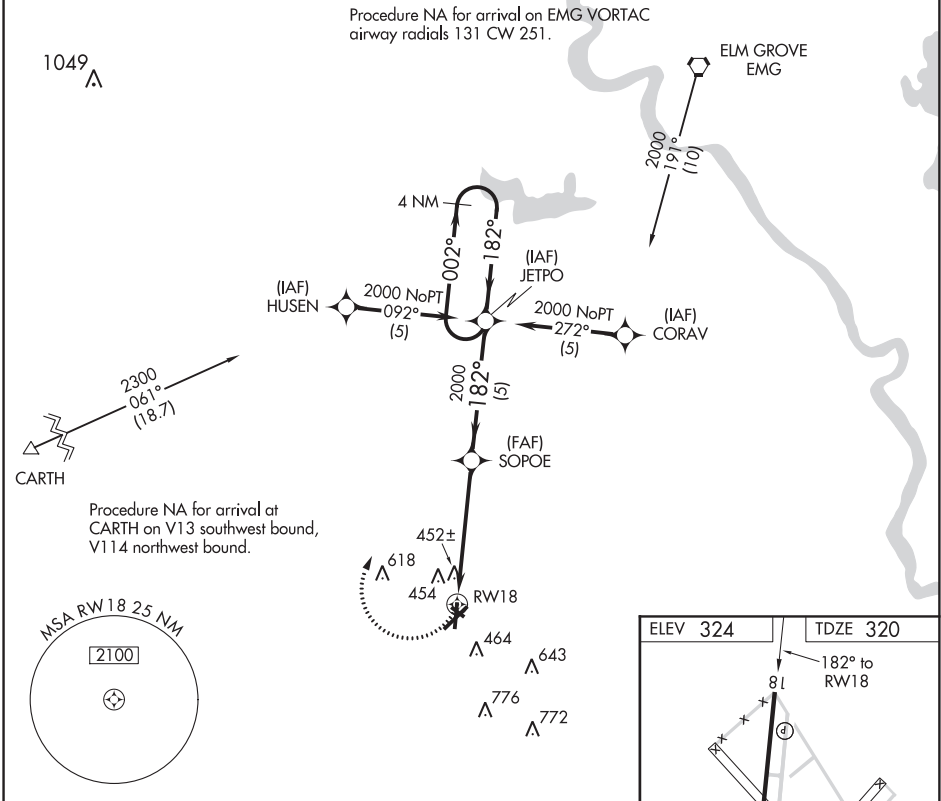 Procedure NA for arrival on EMG VORTAC
airway radials 131 CW 251.
1049
ELM GROVE
EMG
2000
191°
(10)
4 NM
002°
182°
(IAF)
JETPO
(IAF)
HUSEN
2000 NoPT
092°
(5)
2000 NoPT
272°
(5)
(IAF)
CORAV
2300
061°
(18.7)
CARTH
2000
182°
(5)
(FAF)
SOPOE
Procedure NA for arrival at
CARTH on V13 southwest bound,
V114 northwest bound.
452±
618
454
RW18
464
643
776
772
MSA RW18 25 NM
2100
ELEV 324
TDZE 320
182° to
RW18
18
P